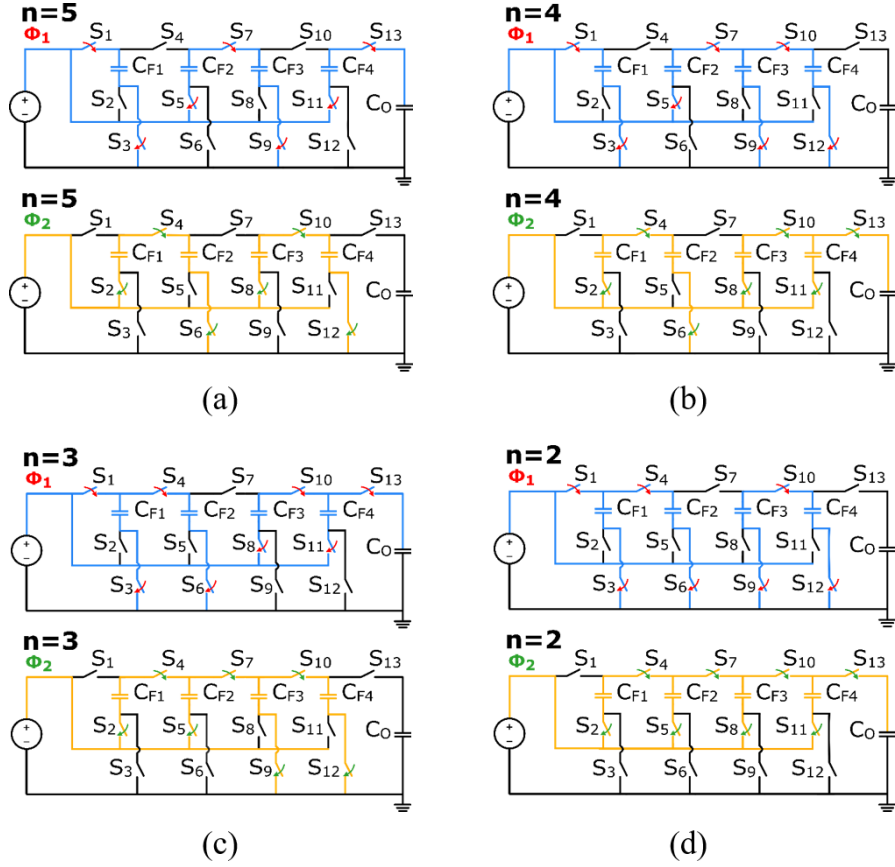 n=5
Φ1
S1 S4 S7 S10 S13
CF1 CF2 CF3 CF4
S2 S5 S8 S11 CO
S3 S6 S9 S12
+
−
n=5
Φ2
S1 S4 S7 S10 S13
CF1 CF2 CF3 CF4
S2 S5 S8 S11 CO
S3 S6 S9 S12
+
−
(a)
n=4
Φ1
S1 S4 S7 S10 S13
CF1 CF2 CF3 CF4
S2 S5 S8 S11 CO
S3 S6 S9 S12
+
−
n=4
Φ2
S1 S4 S7 S10 S13
CF1 CF2 CF3 CF4
S2 S5 S8 S11 CO
S3 S6 S9 S12
+
−
(b)
n=3
Φ1
S1 S4 S7 S10 S13
CF1 CF2 CF3 CF4
S2 S5 S8 S11 CO
S3 S6 S9 S12
+
−
n=3
Φ2
S1 S4 S7 S10 S13
CF1 CF2 CF3 CF4
S2 S5 S8 S11 CO
S3 S6 S9 S12
+
−
(c)
n=2
Φ1
S1 S4 S7 S10 S13
CF1 CF2 CF3 CF4
S2 S5 S8 S11 CO
S3 S6 S9 S12
+
−
n=2
Φ2
S1 S4 S7 S10 S13
CF1 CF2 CF3 CF4
S2 S5 S8 S11 CO
S3 S6 S9 S12
+
−
(d)